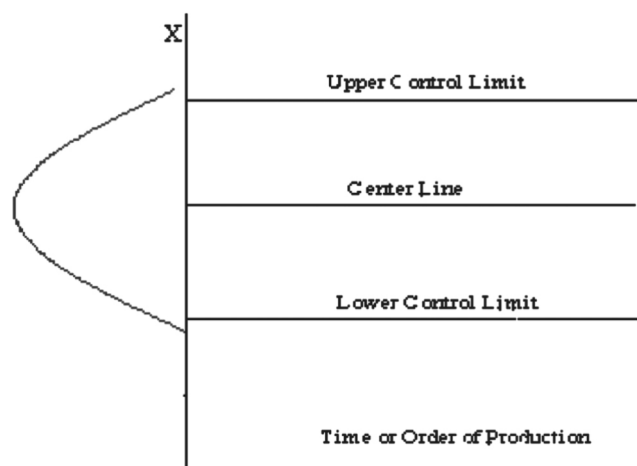 X
Upper Control Limit
Center Line
Lower Control Limit
Time or Order of Production